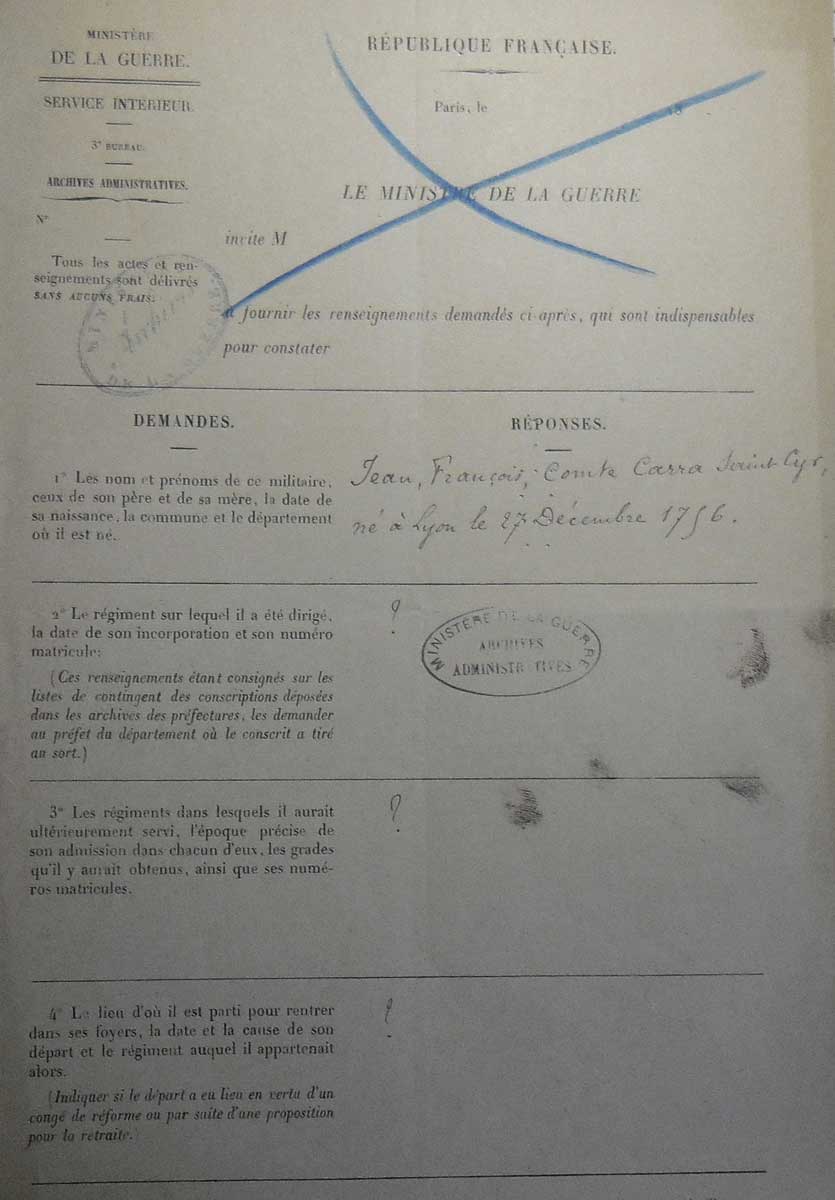 MINISTÈRE
DE LA GUERRE.
SERVICE INTÉRIEUR.
3e BUREAU.
ARCHIVES ADMINISTRATIVES.
No
Tous les actes et ren-
seignements sont délivrés
SANS AUCUNS FRAIS.
RÉPUBLIQUE FRANÇAISE.
Paris, le 18
LE MINISTRE DE LA GUERRE
invite M
à fournir les renseignements demandés ci-après, qui sont indispensables
pour constater
DEMANDES.
RÉPONSES.
1° Les nom et prénoms de ce militaire,
ceux de son père et de sa mère, la date de
sa naissance, la commune et le département
où il est né.
Jean, François, Comte Carra Saint-Cyr,
né à Lyon le 27 Décembre 1756.
2° Le régiment sur lequel il a été dirigé,
la date de son incorporation et son numéro
matricule:
(Ces renseignements étant consignés sur les
listes de contingent des conscriptions déposées
dans les archives des préfectures, les demander
au préfet du département où le conscrit a tiré
au sort.)
?
MINISTÈRE DE LA GUERRE
ARCHIVES
ADMINISTRATIVES
3° Les régiments dans lesquels il aurait
ultérieurement servi, l'époque précise de
son admission dans chacun d'eux, les grades
qu'il y aurait obtenus, ainsi que ses numé-
ros matricules.
?
4° Le lieu d'où il est parti pour rentrer
dans ses foyers, la date et la cause de son
départ et le régiment auquel il appartenait
alors.
(Indiquer si le départ a eu lieu en vertu d'un
congé de réforme ou par suite d'une proposition
pour la retraite.)
?